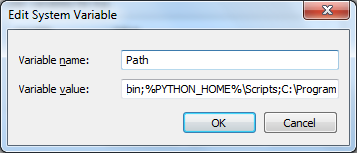 Edit System Variable
Variable name: Path
Variable value: bin;%PYTHON_HOME%\Scripts;C:\Program
OK Cancel